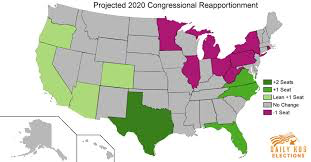 Projected 2020 Congressional Reapportionment
+2 Seats
+1 Seat
Lean +1 Seat
No Change
-1 Seat
DAILY KOS
ELECTIONS